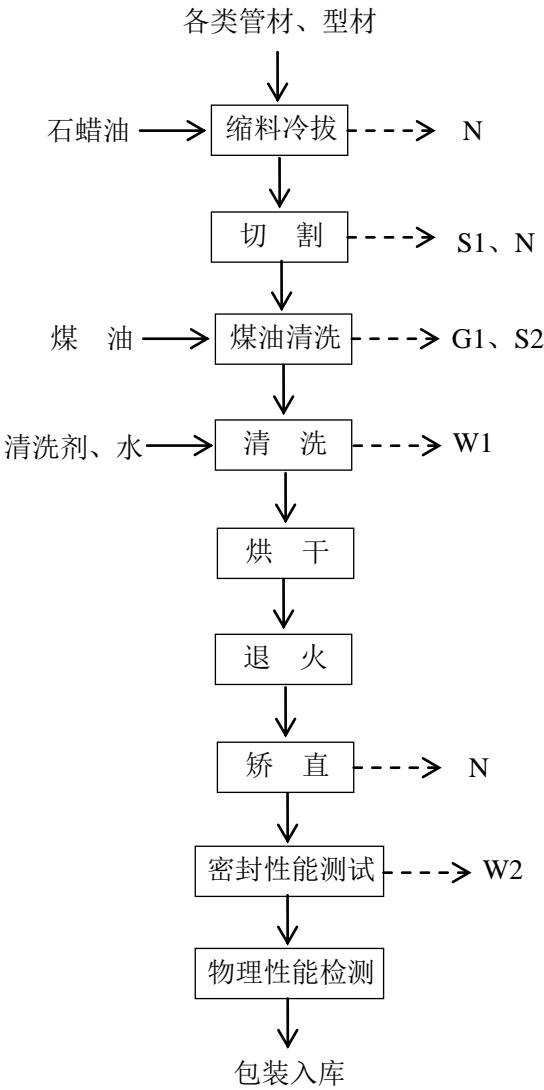 各类管材、型材
石蜡油
缩料冷拔
N
切 割
S1、N
煤 油
煤油清洗
G1、S2
清洗剂、水
清 洗
W1
烘 干
退 火
矫 直
N
密封性能测试
W2
物理性能检测
包装入库